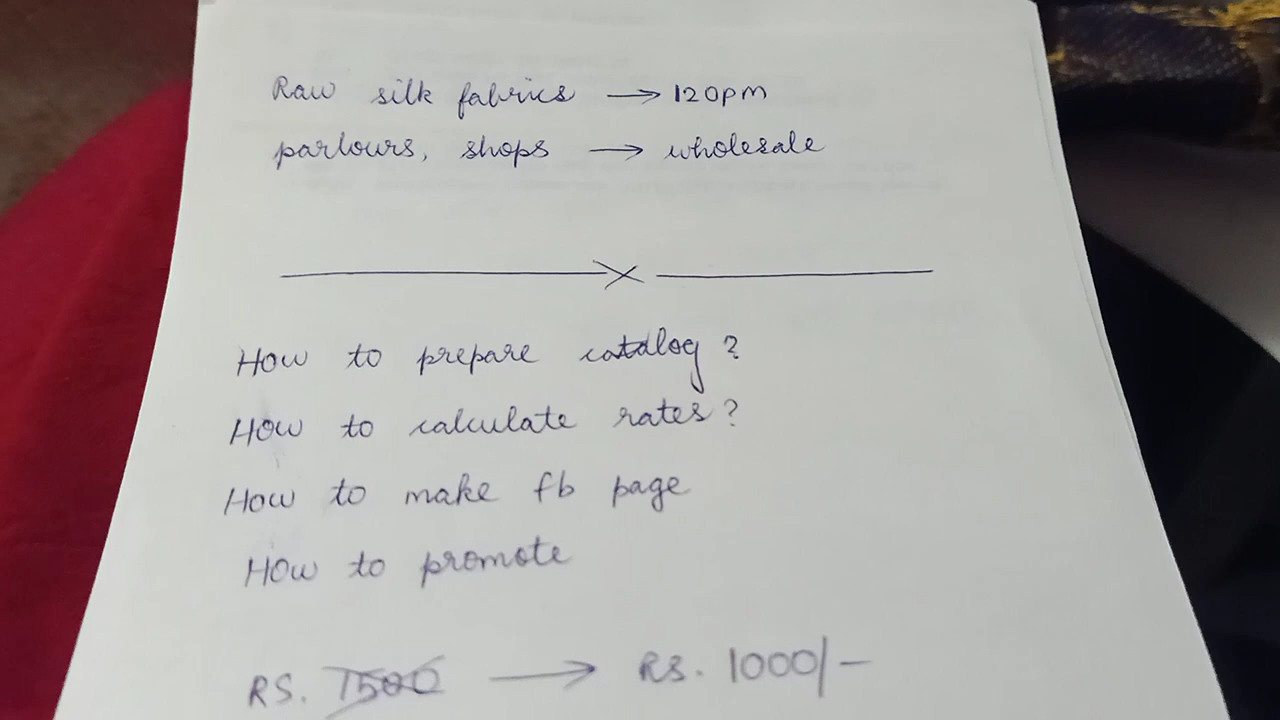 Raw silk fabrics → 120pm
parlours, shops → wholesale
How to prepare catalog?
How to calculate rates?
How to make fb page
How to promote
RS. 1500 → RS. 1000/-